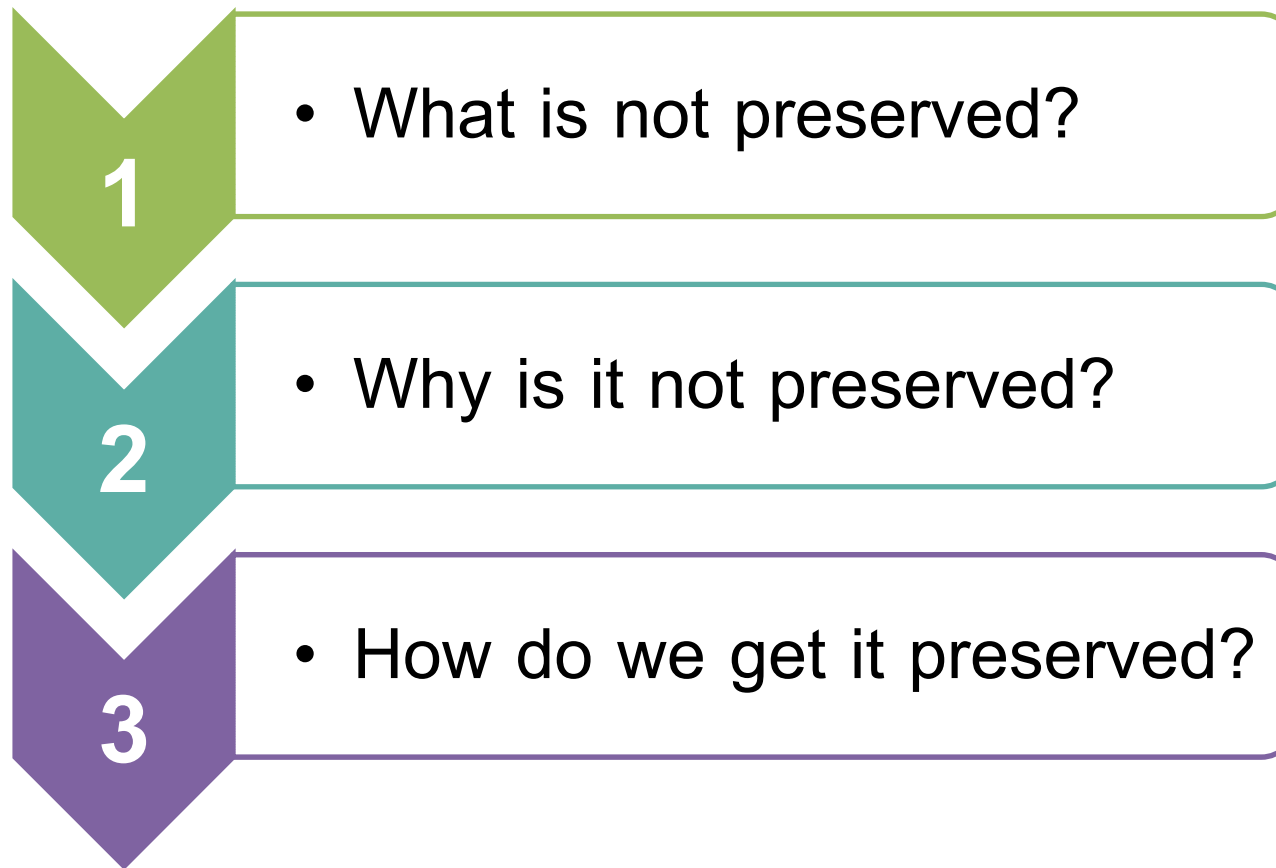 1
• What is not preserved?
2
• Why is it not preserved?
3
• How do we get it preserved?